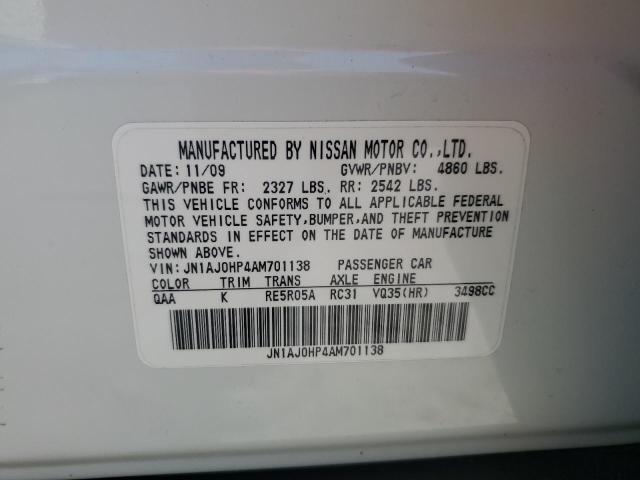 MANUFACTURED BY NISSAN MOTOR CO.,LTD.
DATE: 11/09 GVWR/PNBV: 4860 LBS.
GAWR/PNBE FR: 2327 LBS. RR: 2542 LBS.
THIS VEHICLE CONFORMS TO ALL APPLICABLE FEDERAL
MOTOR VEHICLE SAFETY,BUMPER,AND THEFT PREVENTION
STANDARDS IN EFFECT ON THE DATE OF MANUFACTURE
SHOWN ABOVE.
VIN: JN1AJ0HP4AM701138 PASSENGER CAR
COLOR TRIM TRANS AXLE ENGINE
QAA K RE5R05A RC31 VQ35(HR) 3498CC
JN1AJ0HP4AM701138